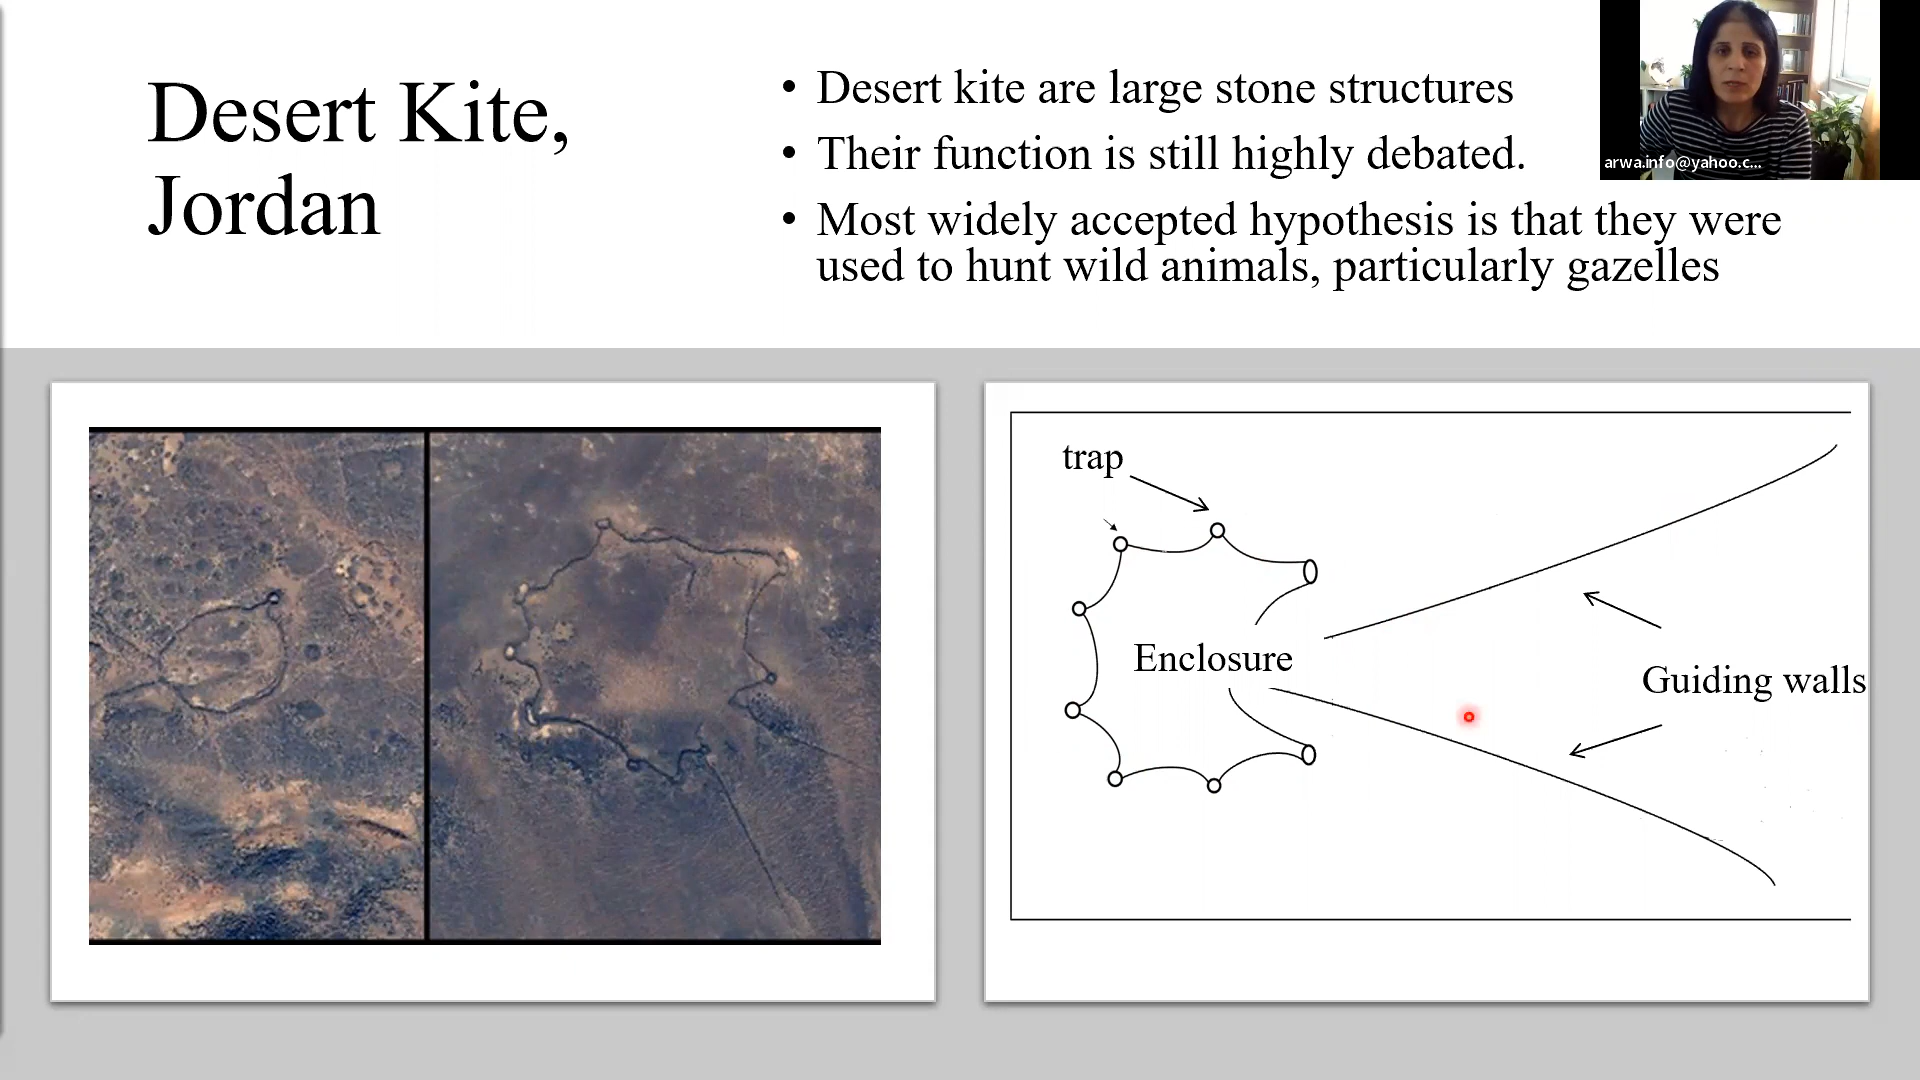 Desert Kite,
Jordan
• Desert kite are large stone structures
• Their function is still highly debated.
• Most widely accepted hypothesis is that they were
used to hunt wild animals, particularly gazelles
arwa.info@yahoo.c...
trap
Enclosure
Guiding walls